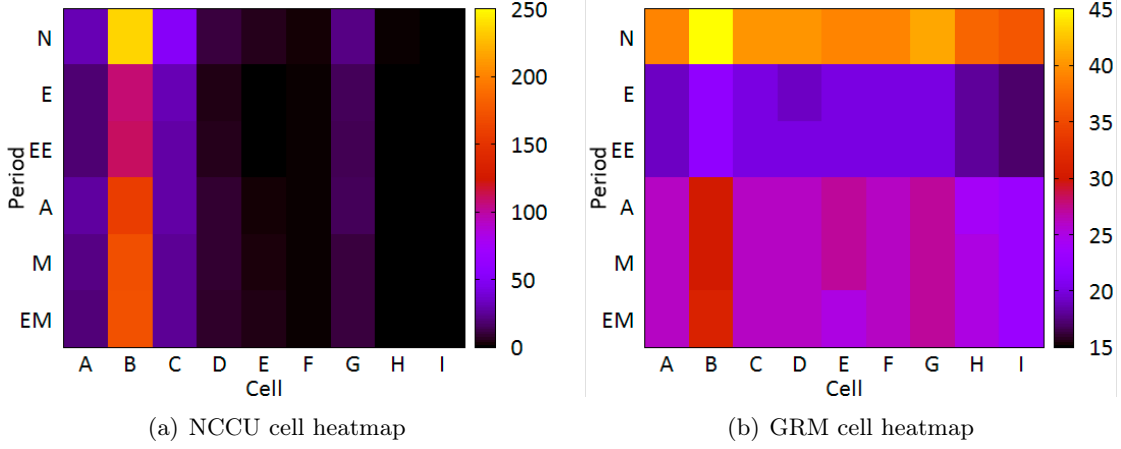 N
E
EE
A
M
EM
Period
A B C D E F G H I
Cell
250
200
150
100
50
0
(a) NCCU cell heatmap
N
E
EE
A
M
EM
Period
A B C D E F G H I
Cell
45
40
35
30
25
20
15
(b) GRM cell heatmap